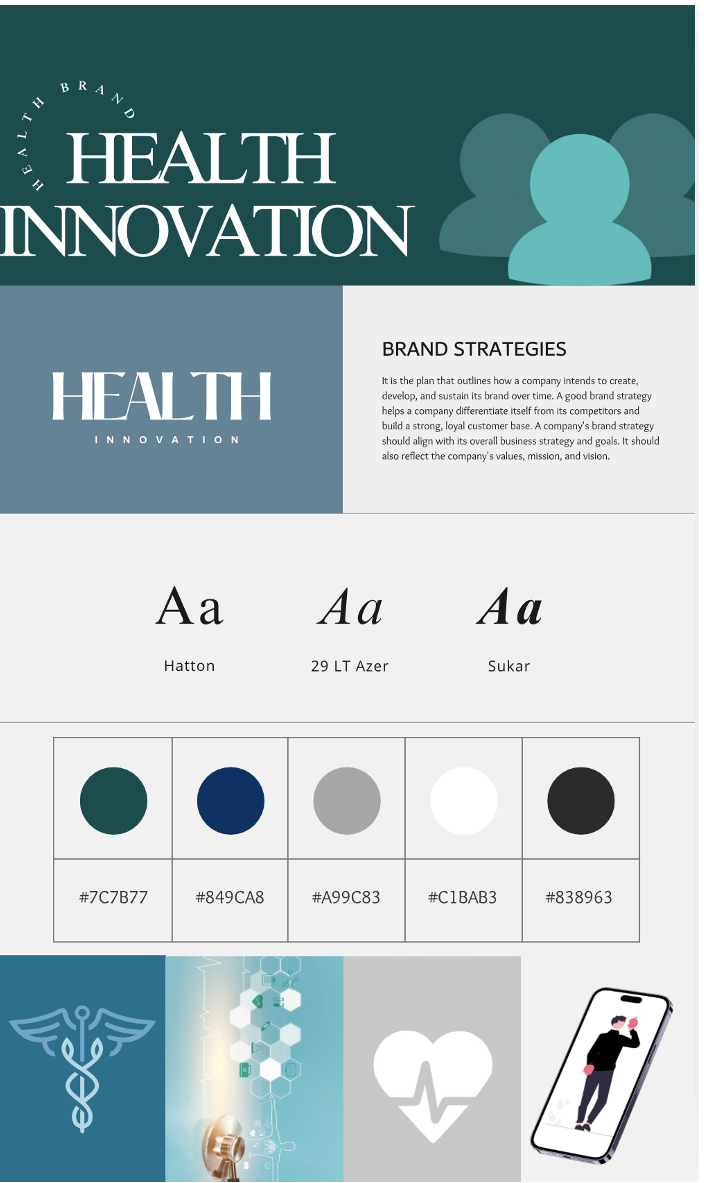 HEALTH BRAND
HEALTH
INNOVATION
HEALTH
INNOVATION
BRAND STRATEGIES
It is the plan that outlines how a company intends to create,
develop, and sustain its brand over time. A good brand strategy
helps a company differentiate itself from its competitors and
build a strong, loyal customer base. A company's brand strategy
should align with its overall business strategy and goals. It should
also reflect the company's values, mission, and vision.
Aa Aa Aa
Hatton 29 LT Azer Sukar
#7C7B77 #849CA8 #A99C83 #C1BAB3 #838963